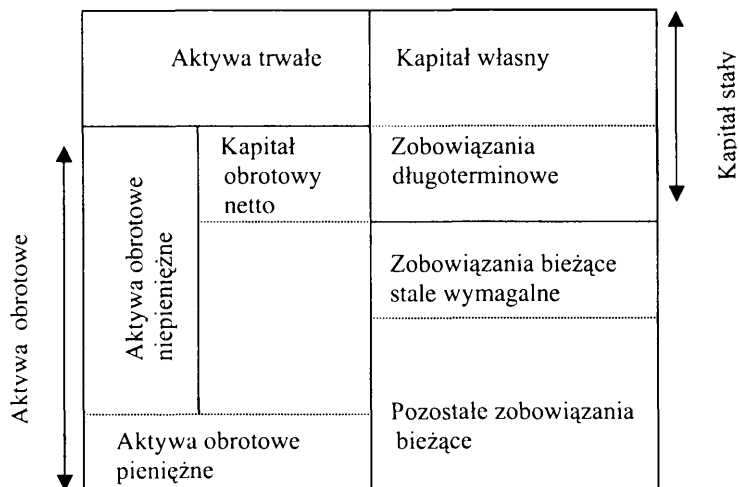 Aktywa trwałe
Kapitał własny
Kapitał stały
Kapitał
obrotowy
netto
Zobowiązania
długoterminowe
Aktywa obrotowe
Aktywa obrotowe
niepieniężne
Zobowiązania bieżące
stale wymagalne
Aktywa obrotowe
pieniężne
Pozostałe zobowiązania
bieżące